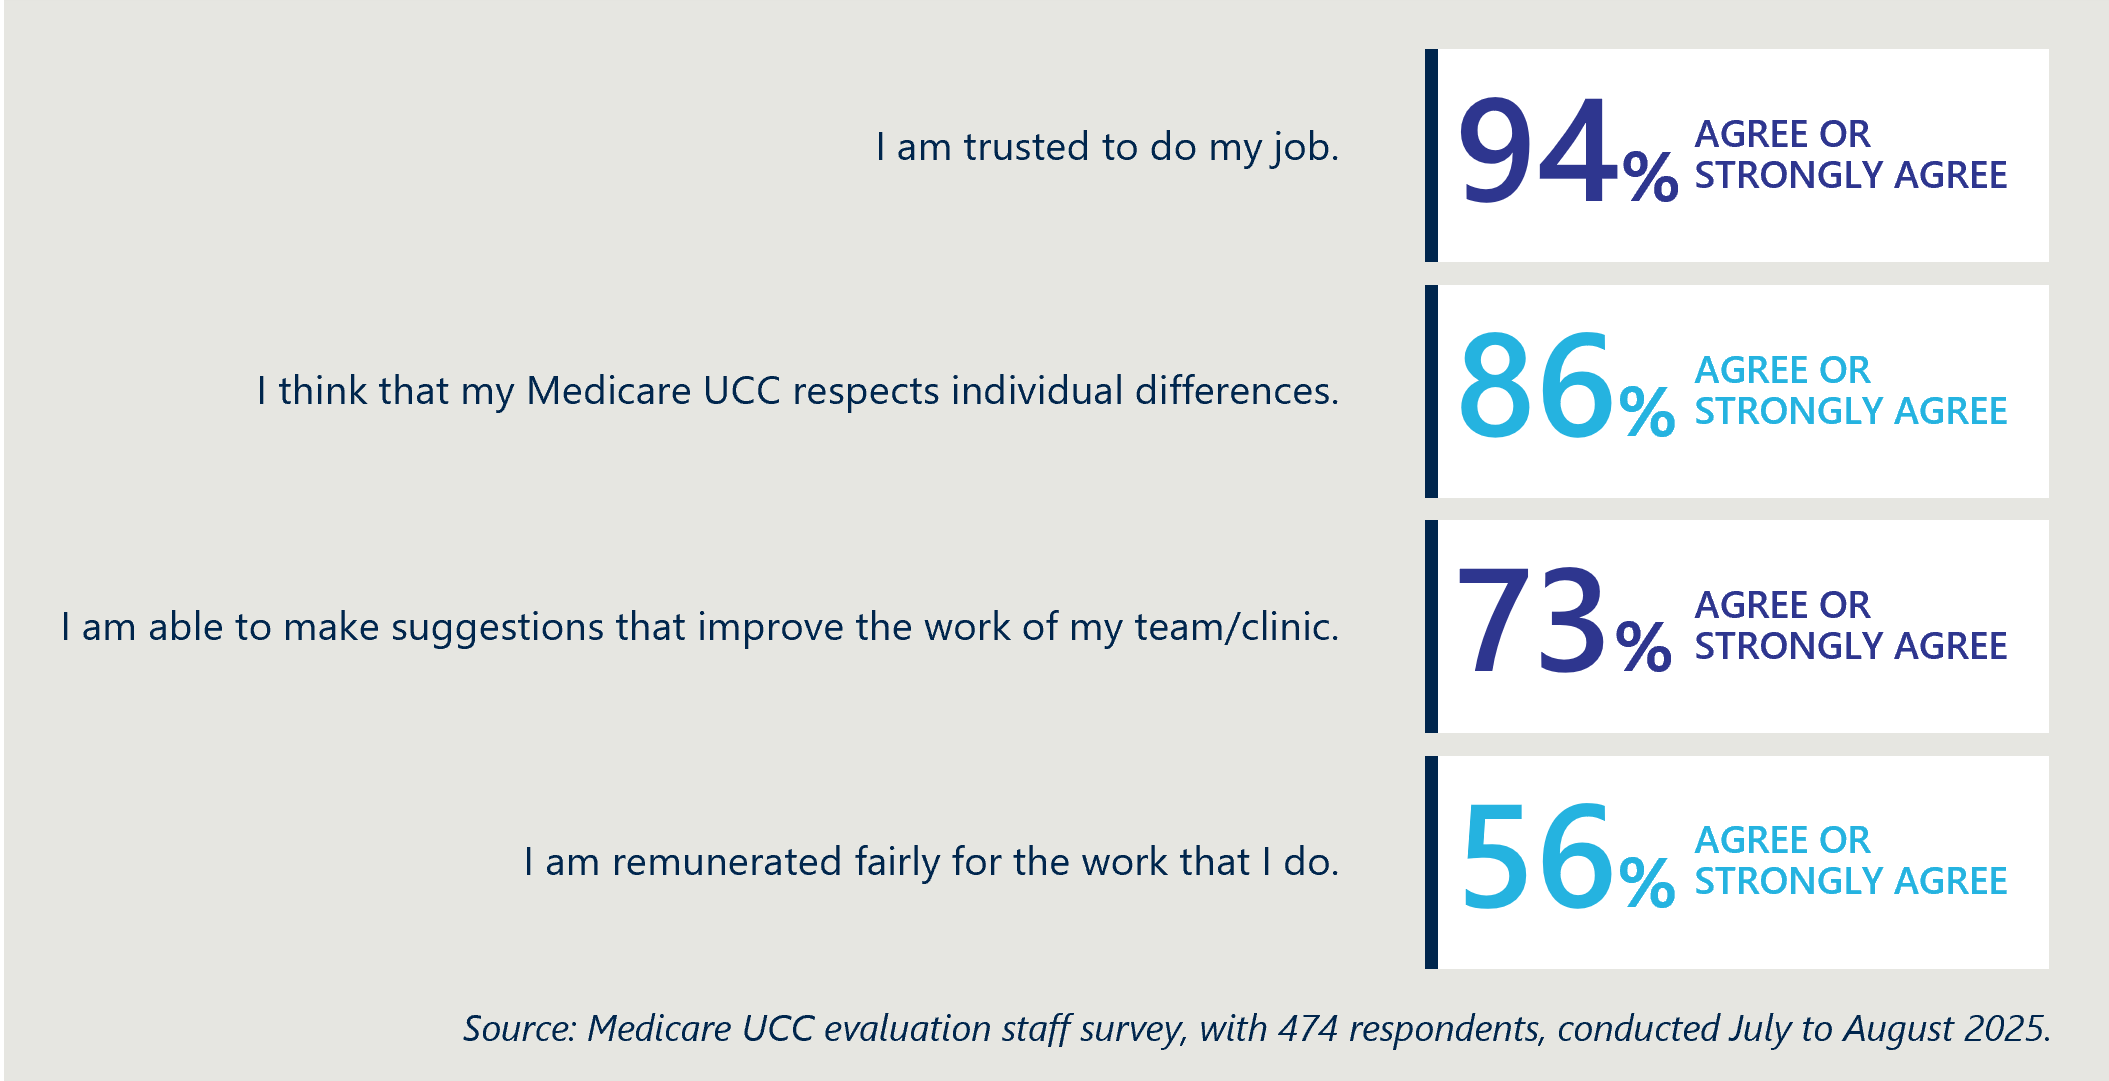 I am trusted to do my job.
94% AGREE OR
STRONGLY AGREE
I think that my Medicare UCC respects individual differences.
86% AGREE OR
STRONGLY AGREE
I am able to make suggestions that improve the work of my team/clinic.
73% AGREE OR
STRONGLY AGREE
I am remunerated fairly for the work that I do.
56% AGREE OR
STRONGLY AGREE
Source: Medicare UCC evaluation staff survey, with 474 respondents, conducted July to August 2025.